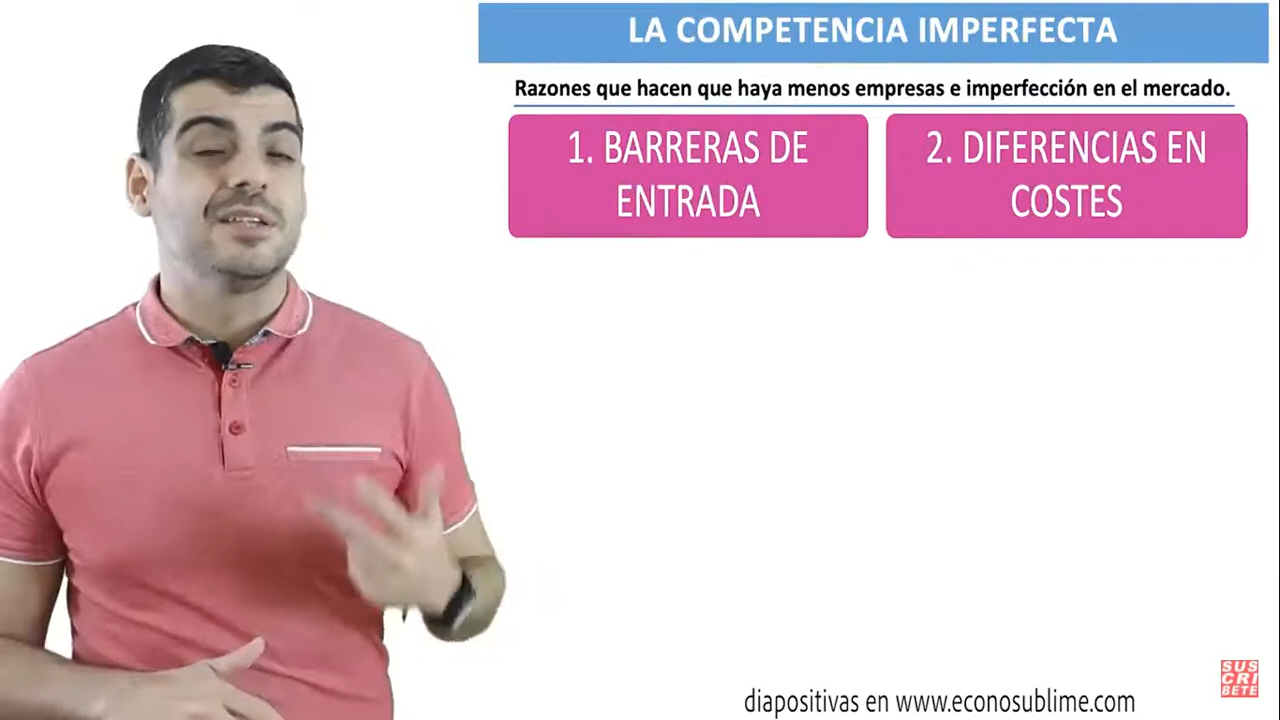 LA COMPETENCIA IMPERFECTA
Razones que hacen que haya menos empresas e imperfección en el mercado.
1. BARRERAS DE
ENTRADA
2. DIFERENCIAS EN
COSTES
SUS
CRI
BETE
diapositivas en www.econosublime.com